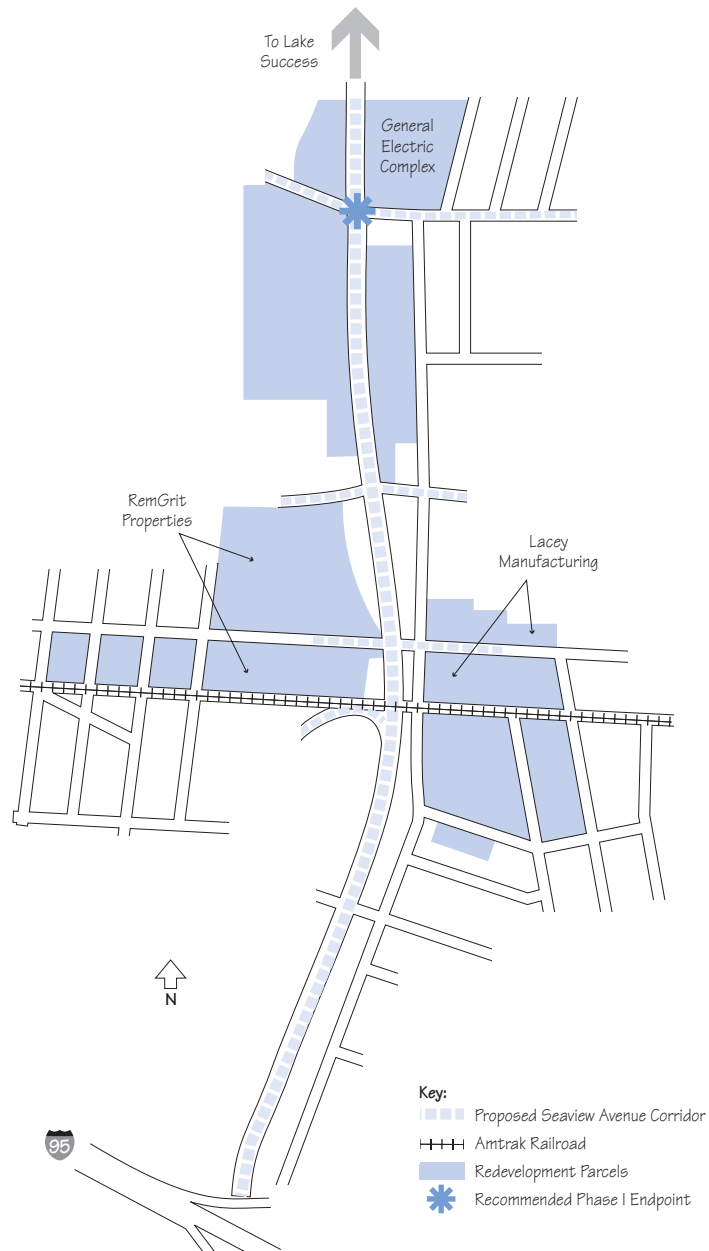 To Lake
Success
General
Electric
Complex
RemGrit
Properties
Lacey
Manufacturing
N
95
Key:
Proposed Seaview Avenue Corridor
Amtrak Railroad
Redevelopment Parcels
Recommended Phase I Endpoint